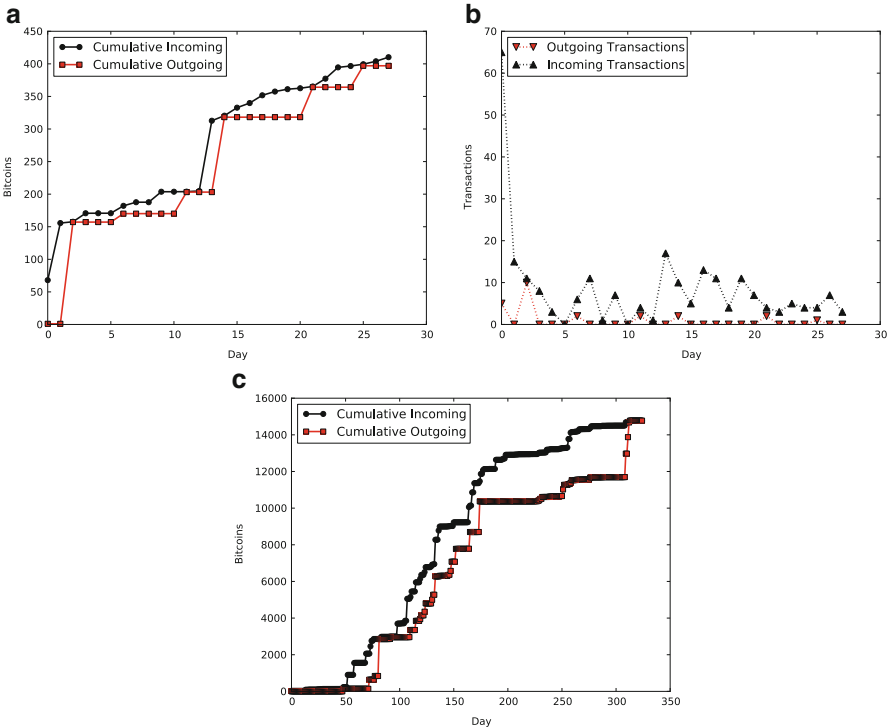 a
450
400
350
300
250
200
150
100
50
0
Bitcoins
Cumulative Incoming
Cumulative Outgoing
0 5 10 15 20 25 30
Day
b
70
60
50
40
30
20
10
0
Transactions
Outgoing Transactions
Incoming Transactions
0 5 10 15 20 25 30
Day
c
16000
14000
12000
10000
8000
6000
4000
2000
0
Bitcoins
Cumulative Incoming
Cumulative Outgoing
0 50 100 150 200 250 300 350
Day